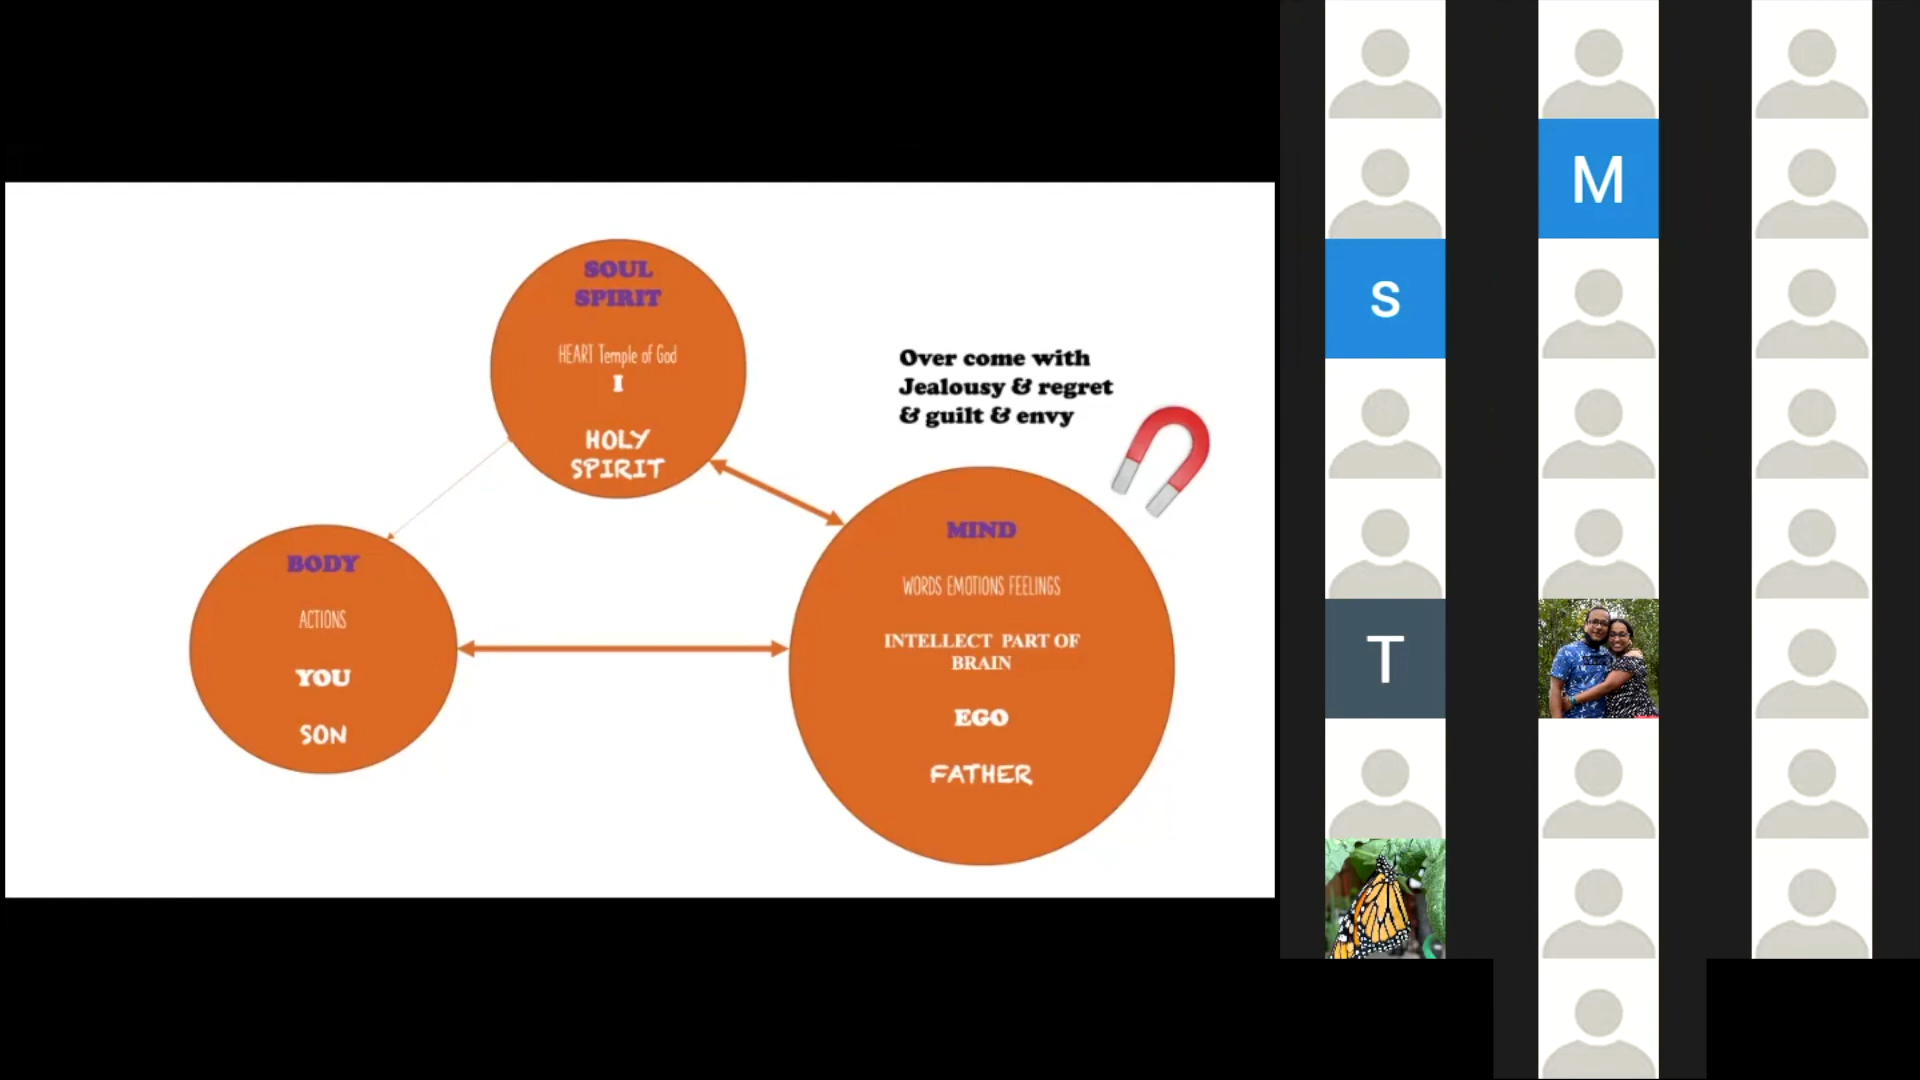 SOUL
SPIRIT
HEART Temple of God
I
HOLY
SPIRIT
Over come with
Jealousy & regret
& guilt & envy
BODY
ACTIONS
YOU
SON
MIND
WORDS EMOTIONS FEELINGS
INTELLECT PART OF
BRAIN
EGO
FATHER
M
S
T